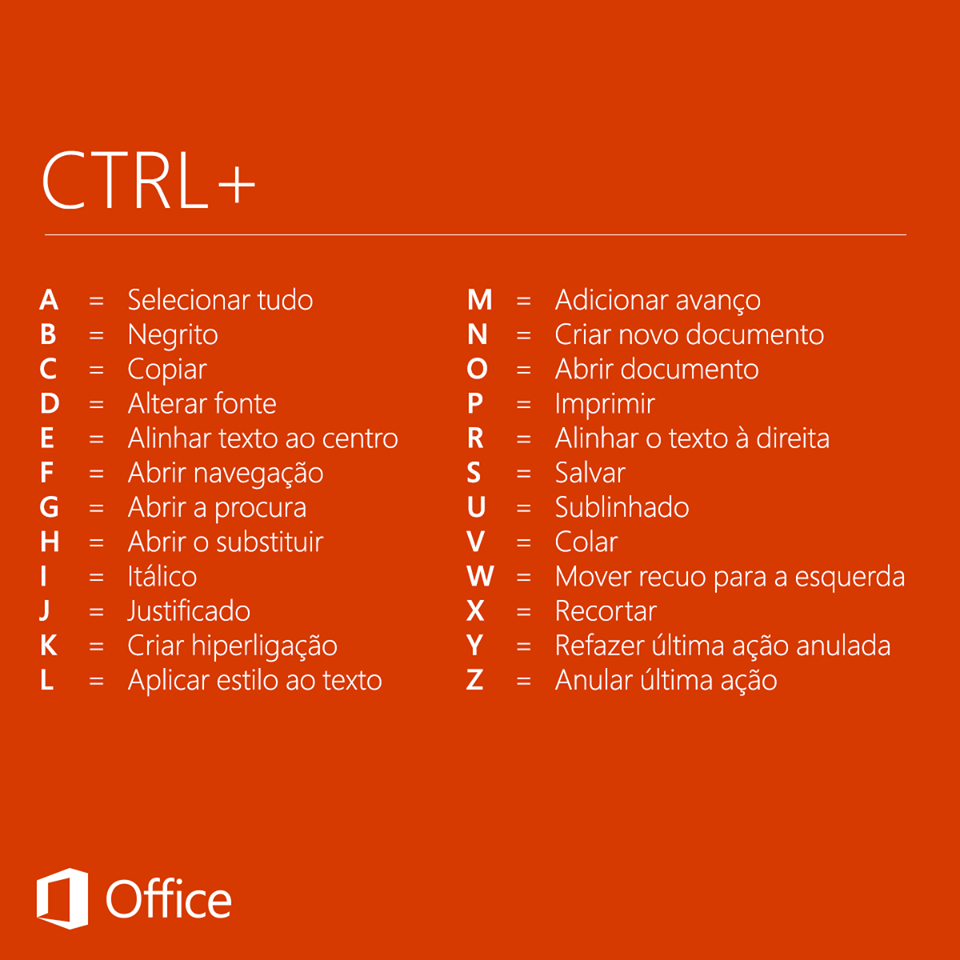 CTRL+
A = Selecionar tudo
B = Negrito
C = Copiar
D = Alterar fonte
E = Alinhar texto ao centro
F = Abrir navegação
G = Abrir a procura
H = Abrir o substituir
I = Itálico
J = Justificado
K = Criar hiperligação
L = Aplicar estilo ao texto
M = Adicionar avanço
N = Criar novo documento
O = Abrir documento
P = Imprimir
R = Alinhar o texto à direita
S = Salvar
U = Sublinhado
V = Colar
W = Mover recuo para a esquerda
X = Recortar
Y = Refazer última ação anulada
Z = Anular última ação
Office